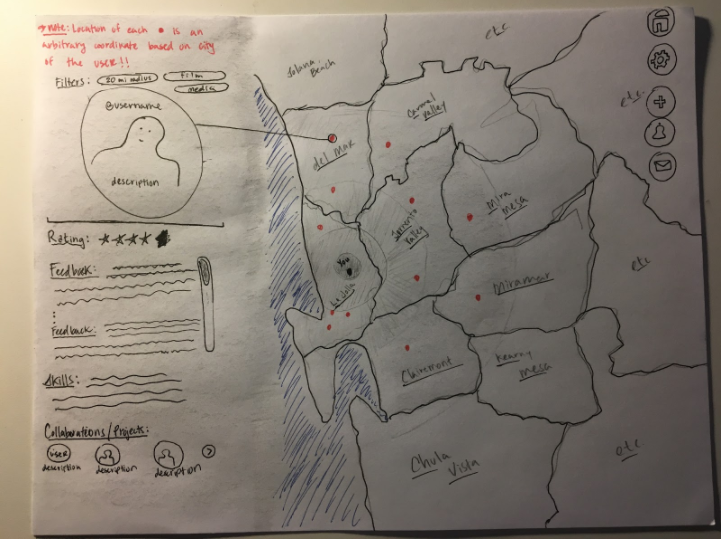 → note: Location of each • is an
arbitrary coordinate based on city
of the user!!
Filters: 20 mi radius
Film
media
@username
description
Rating:
Feedback:
Feedback:
Skills:
Collaborations/Projects:
user
description
description
description
Solana Beach
etc
Carmel Valley
etc.
del Mar
Mira Mesa
Sorrento Valley
You
La Jolla
Miramar
etc
Clairemont
Kearny Mesa
Chula Vista
etc